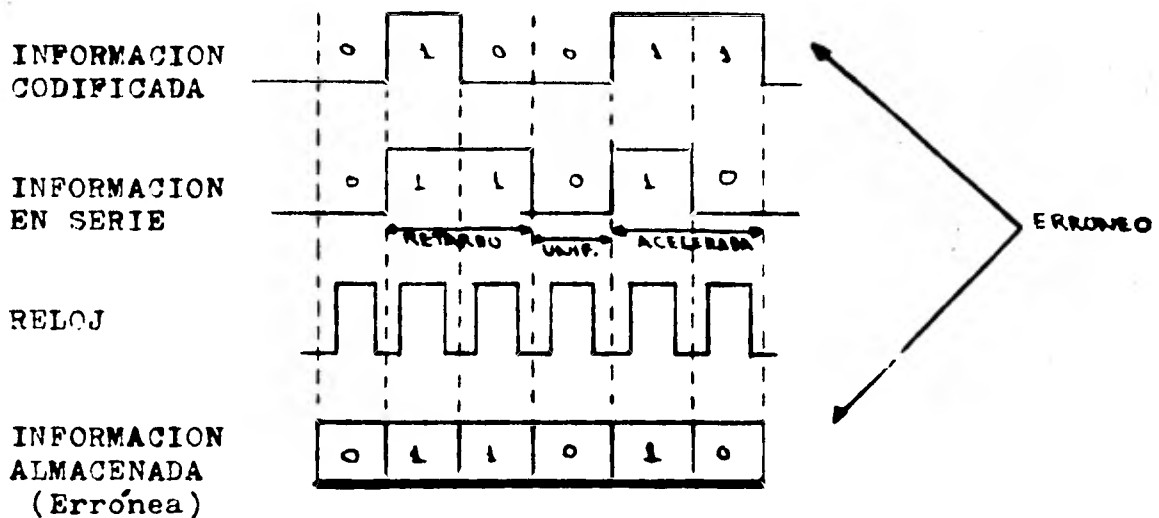 INFORMACION
CODIFICADA
0 1 0 0 1 1
INFORMACION
EN SERIE
0 1 1 0 1 0
RETARDO UNIF. ACELERADA
ERRONEO
RELOJ
INFORMACION
ALMACENADA
(Errónea)
0 1 1 0 1 0